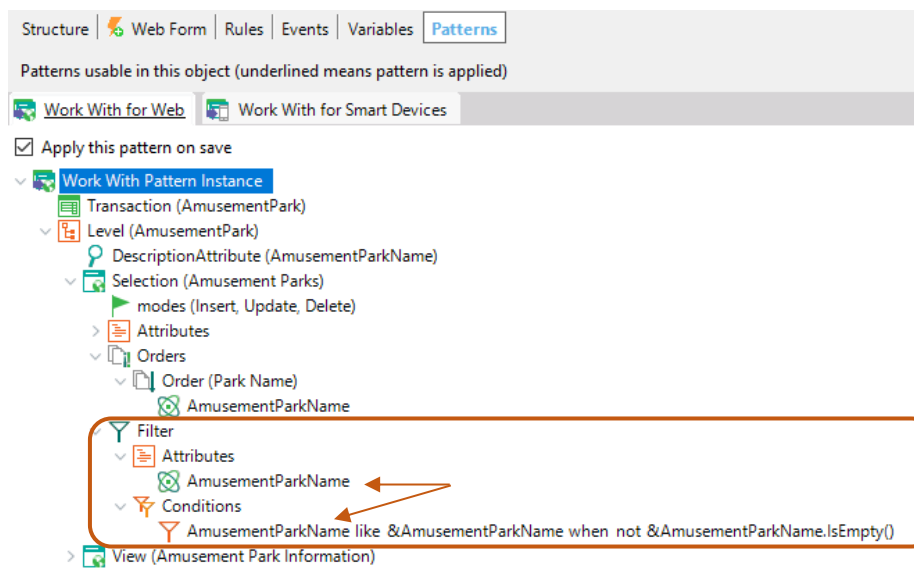 Structure Web Form Rules Events Variables Patterns
Patterns usable in this object (underlined means pattern is applied)
Work With for Web Work With for Smart Devices
Apply this pattern on save
Work With Pattern Instance
Transaction (AmusementPark)
Level (AmusementPark)
DescriptionAttribute (AmusementParkName)
Selection (Amusement Parks)
modes (Insert, Update, Delete)
Attributes
Orders
Order (Park Name)
AmusementParkName
Filter
Attributes
AmusementParkName
Conditions
AmusementParkName like &AmusementParkName when not &AmusementParkName.IsEmpty()
View (Amusement Park Information)